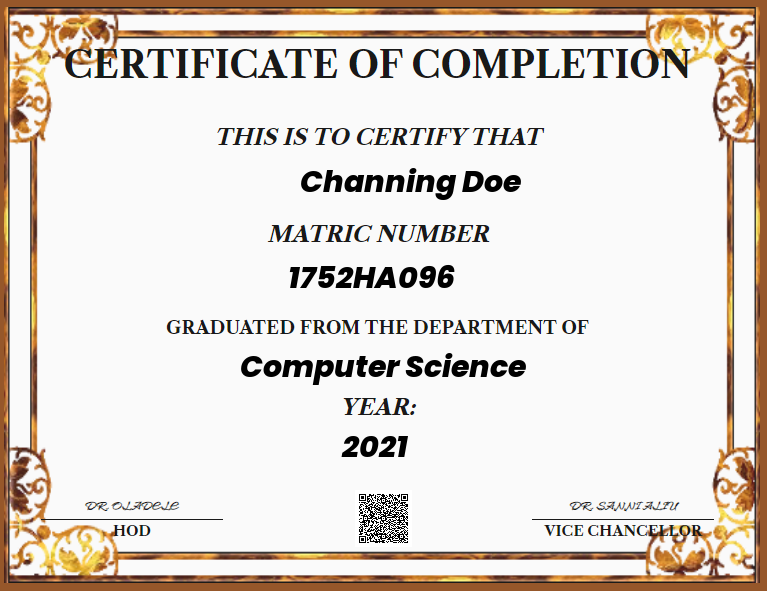 CERTIFICATE OF COMPLETION
THIS IS TO CERTIFY THAT
Channing Doe
MATRIC NUMBER
1752HA096
GRADUATED FROM THE DEPARTMENT OF
Computer Science
YEAR:
2021
DR. OLADELE
DR. SANNI ALIU
HOD
VICE CHANCELLOR